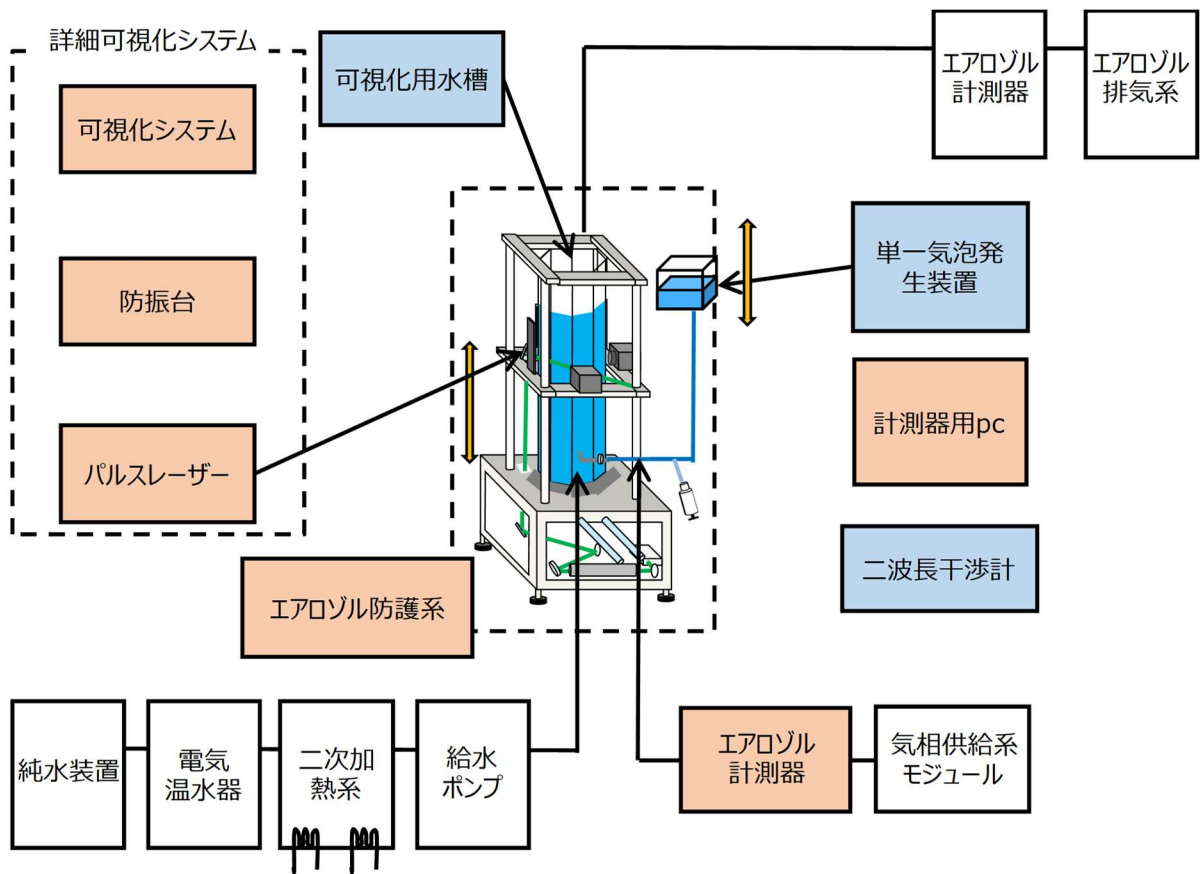 詳細可視化システム
可視化システム
防振台
パルスレーザー
可視化用水槽
エアロゾル
計測器
エアロゾル
排気系
単一気泡発
生装置
計測器用pc
二波長干渉計
エアロゾル防護系
純水装置
電気
温水器
二次加
熱系
給水
ポンプ
エアロゾル
計測器
気相供給系
モジュール